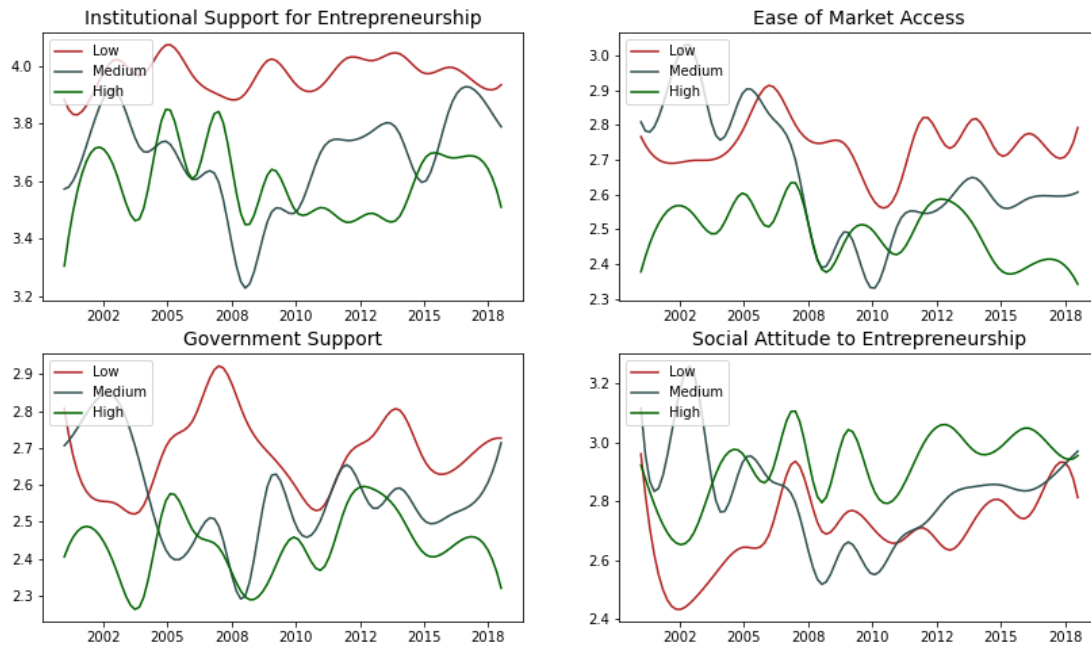 Institutional Support for Entrepreneurship
Low
Medium
High
4.0
3.8
3.6
3.4
3.2
2002 2005 2008 2010 2012 2015 2018
Ease of Market Access
Low
Medium
High
3.0
2.9
2.8
2.7
2.6
2.5
2.4
2.3
2002 2005 2008 2010 2012 2015 2018
Government Support
Low
Medium
High
2.9
2.8
2.7
2.6
2.5
2.4
2.3
2002 2005 2008 2010 2012 2015 2018
Social Attitude to Entrepreneurship
Low
Medium
High
3.2
3.0
2.8
2.6
2.4
2002 2005 2008 2010 2012 2015 2018